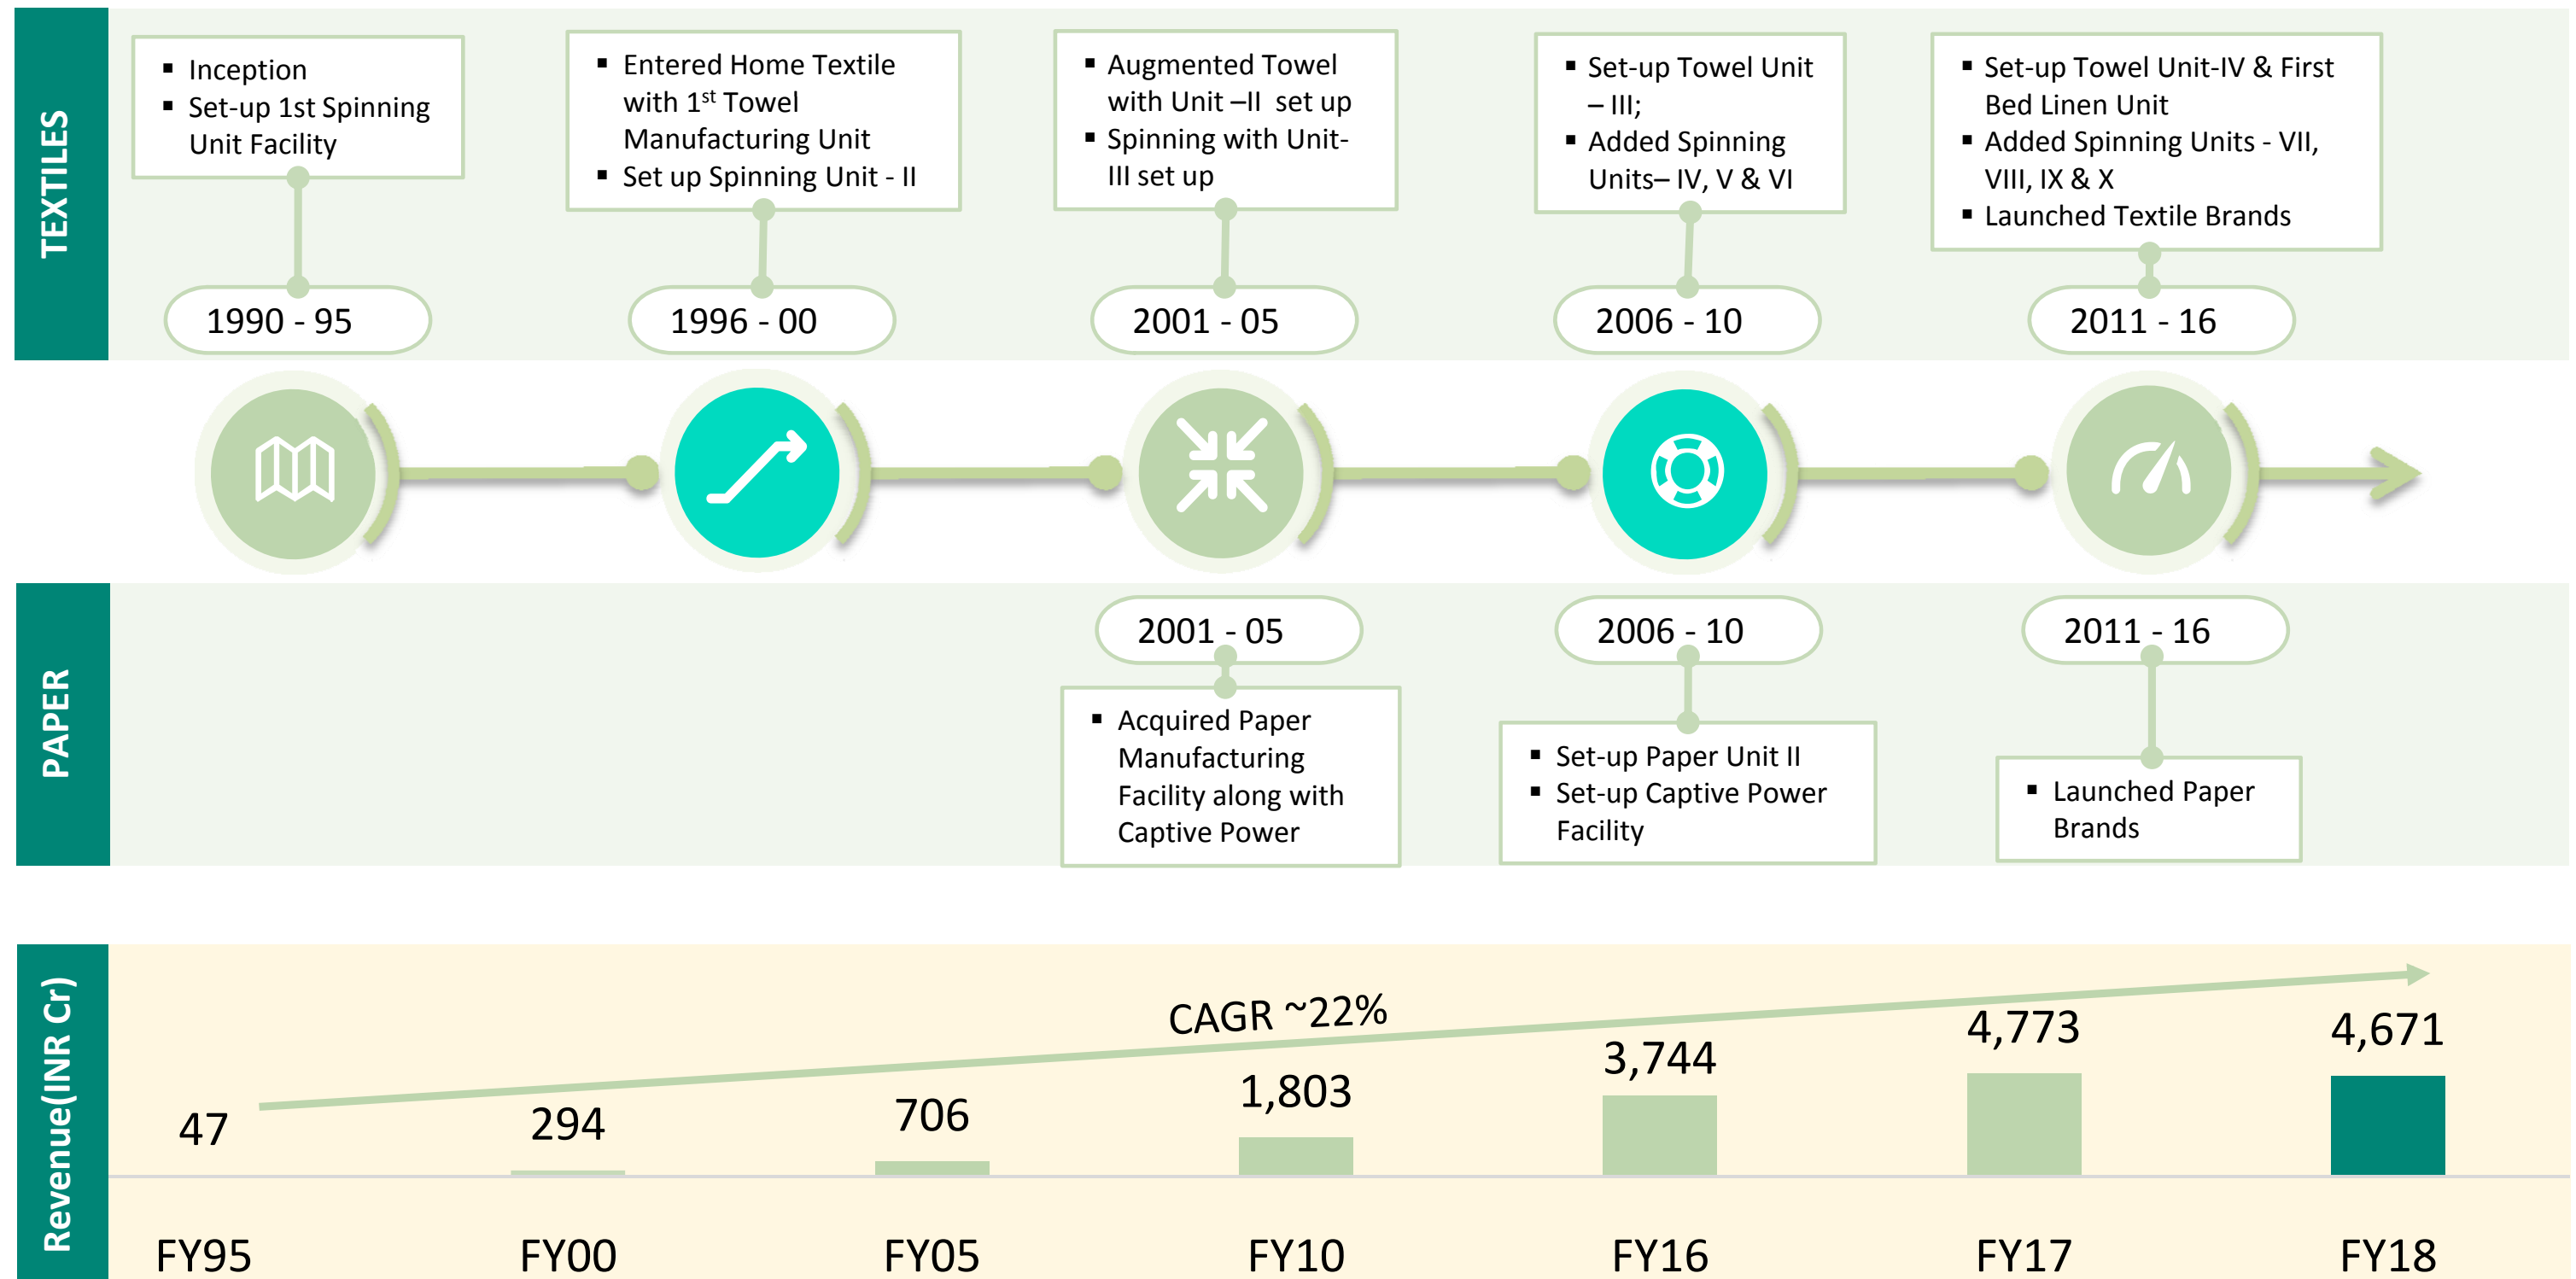 TEXTILES
▪ Inception
▪ Set-up 1st Spinning
Unit Facility
1990 - 95
▪ Entered Home Textile
with 1st Towel
Manufacturing Unit
▪ Set up Spinning Unit - II
1996 - 00
▪ Augmented Towel
with Unit –II set up
▪ Spinning with Unit-
III set up
2001 - 05
▪ Set-up Towel Unit
– III;
▪ Added Spinning
Units– IV, V & VI
2006 - 10
▪ Set-up Towel Unit-IV & First
Bed Linen Unit
▪ Added Spinning Units - VII,
VIII, IX & X
▪ Launched Textile Brands
2011 - 16
PAPER
2001 - 05
▪ Acquired Paper
Manufacturing
Facility along with
Captive Power
2006 - 10
▪ Set-up Paper Unit II
▪ Set-up Captive Power
Facility
2011 - 16
▪ Launched Paper
Brands
Revenue(INR Cr)
CAGR ~22%
47
294
706
1,803
3,744
4,773
4,671
FY95
FY00
FY05
FY10
FY16
FY17
FY18